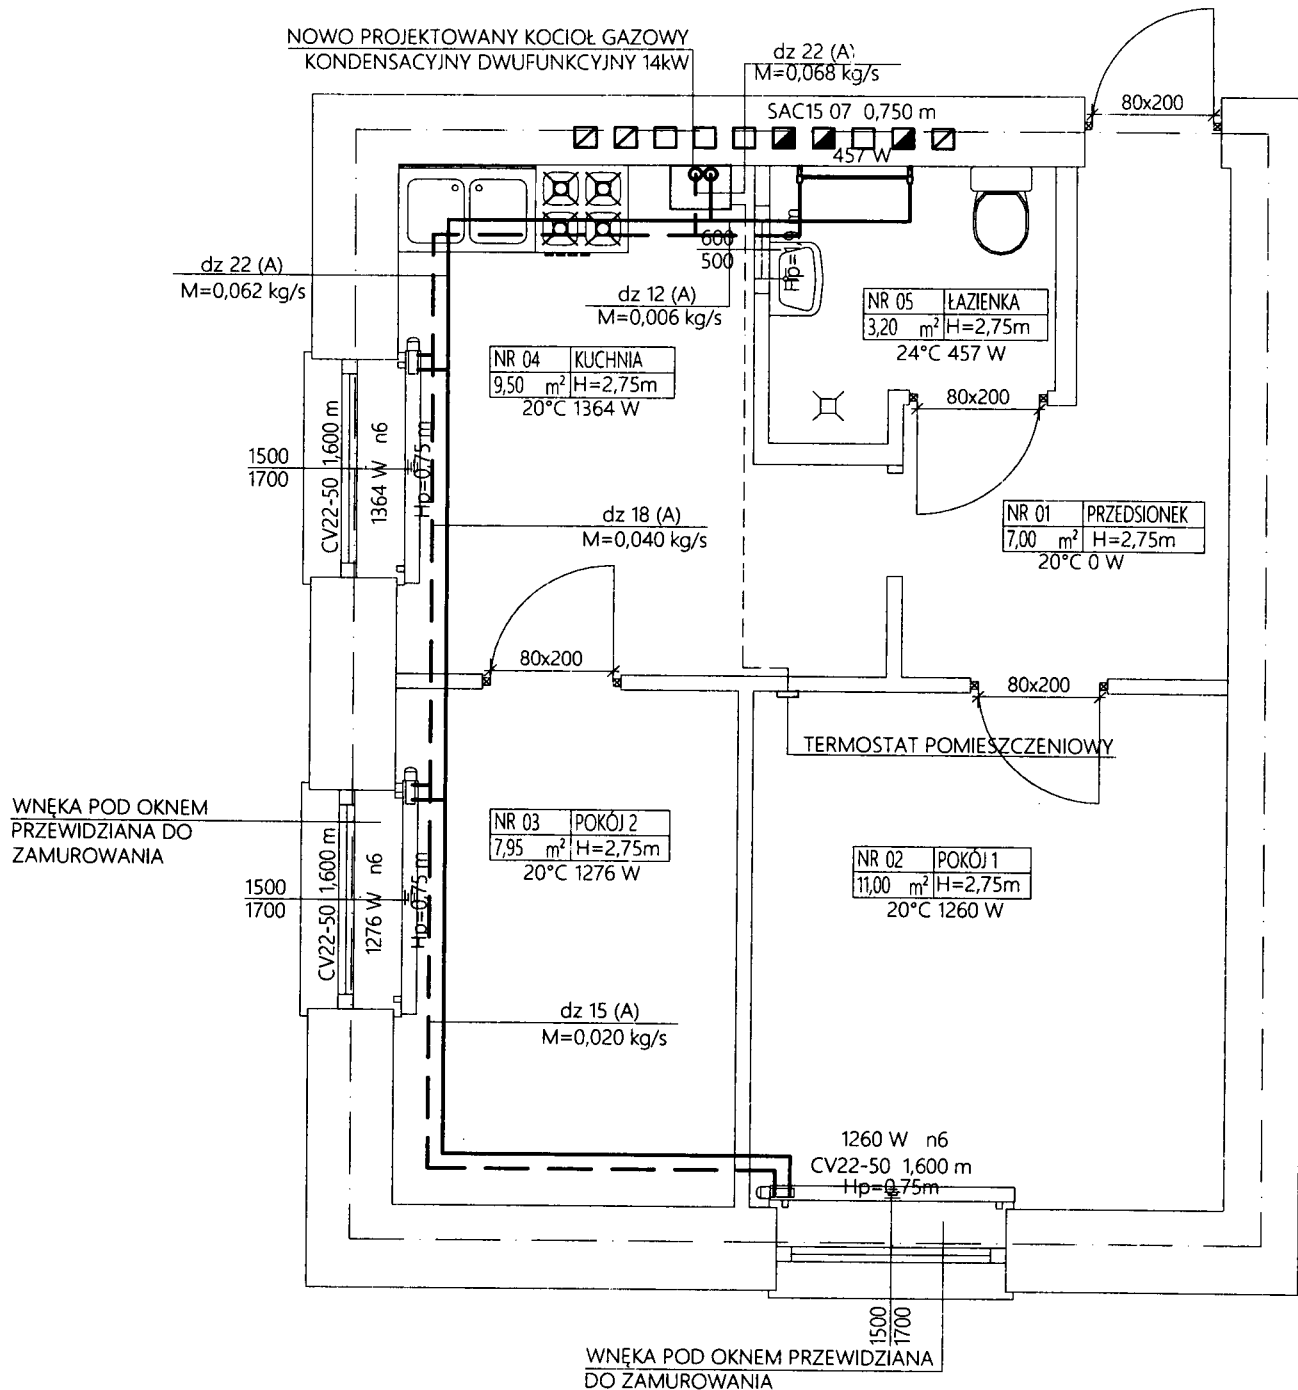 NOWO PROJEKTOWANY KOCIOŁ GAZOWY
KONDENSACYJNY DWUFUNKCYJNY 14kW
dz 22 (A)
M=0,068 kg/s
SAC15 07 0,750 m
457 W
80x200
dz 22 (A)
M=0,062 kg/s
600
500
dz 12 (A)
M=0,006 kg/s
NR 05 ŁAZIENKA
3,20 m² H=2,75m
24°C 457 W
NR 04 KUCHNIA
9,50 m² H=2,75m
20°C 1364 W
80x200
1500
1700
CV22-50 1,600 m
1364 W n6
Hp=0,75 m
dz 18 (A)
M=0,040 kg/s
NR 01 PRZEDSIONEK
7,00 m² H=2,75m
20°C 0 W
80x200
80x200
TERMOSTAT POMIESZCZENIOWY
WNĘKA POD OKNEM
PRZEWIDZIANA DO
ZAMUROWANIA
NR 03 POKÓJ 2
7,95 m² H=2,75m
20°C 1276 W
NR 02 POKÓJ 1
11,00 m² H=2,75m
20°C 1260 W
1500
1700
CV22-50 1,600 m
1276 W n6
Hp=0,75 m
dz 15 (A)
M=0,020 kg/s
1260 W n6
CV22-50 1,600 m
Hp=0,75m
1500
1700
WNĘKA POD OKNEM PRZEWIDZIANA
DO ZAMUROWANIA